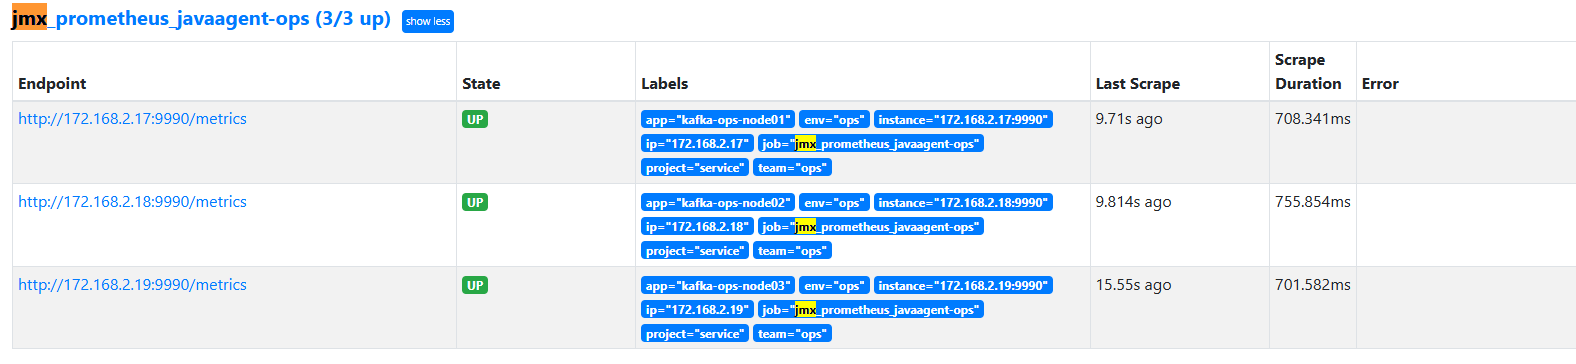 jmx_prometheus_javaagent-ops (3/3 up) show less
Endpoint State Labels Last Scrape Scrape Duration Error
http://172.168.2.17:9990/metrics UP app="kafka-ops-node01" env="ops" instance="172.168.2.17:9990" 9.71s ago 708.341ms
ip="172.168.2.17" job="jmx_prometheus_javaagent-ops"
project="service" team="ops"
http://172.168.2.18:9990/metrics UP app="kafka-ops-node02" env="ops" instance="172.168.2.18:9990" 9.814s ago 755.854ms
ip="172.168.2.18" job="jmx_prometheus_javaagent-ops"
project="service" team="ops"
http://172.168.2.19:9990/metrics UP app="kafka-ops-node03" env="ops" instance="172.168.2.19:9990" 15.55s ago 701.582ms
ip="172.168.2.19" job="jmx_prometheus_javaagent-ops"
project="service" team="ops"